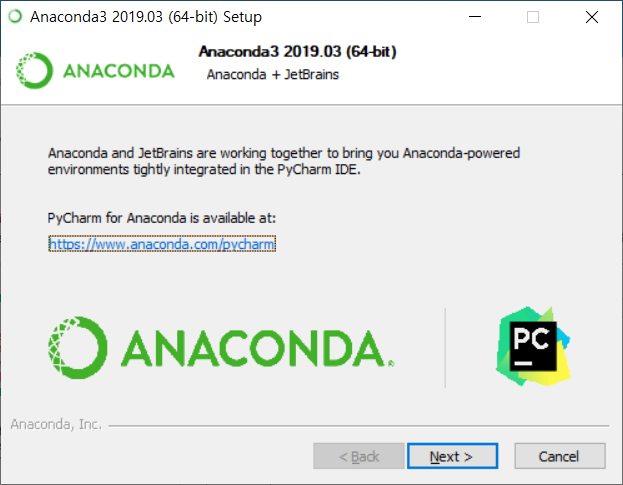 Anaconda3 2019.03 (64-bit) Setup
ANACONDA
Anaconda3 2019.03 (64-bit)
Anaconda + JetBrains
Anaconda and JetBrains are working together to bring you Anaconda-powered
environments tightly integrated in the PyCharm IDE.
PyCharm for Anaconda is available at:
https://www.anaconda.com/pycharm
ANACONDA®
PC
Anaconda, Inc.
< Back
Next >
Cancel